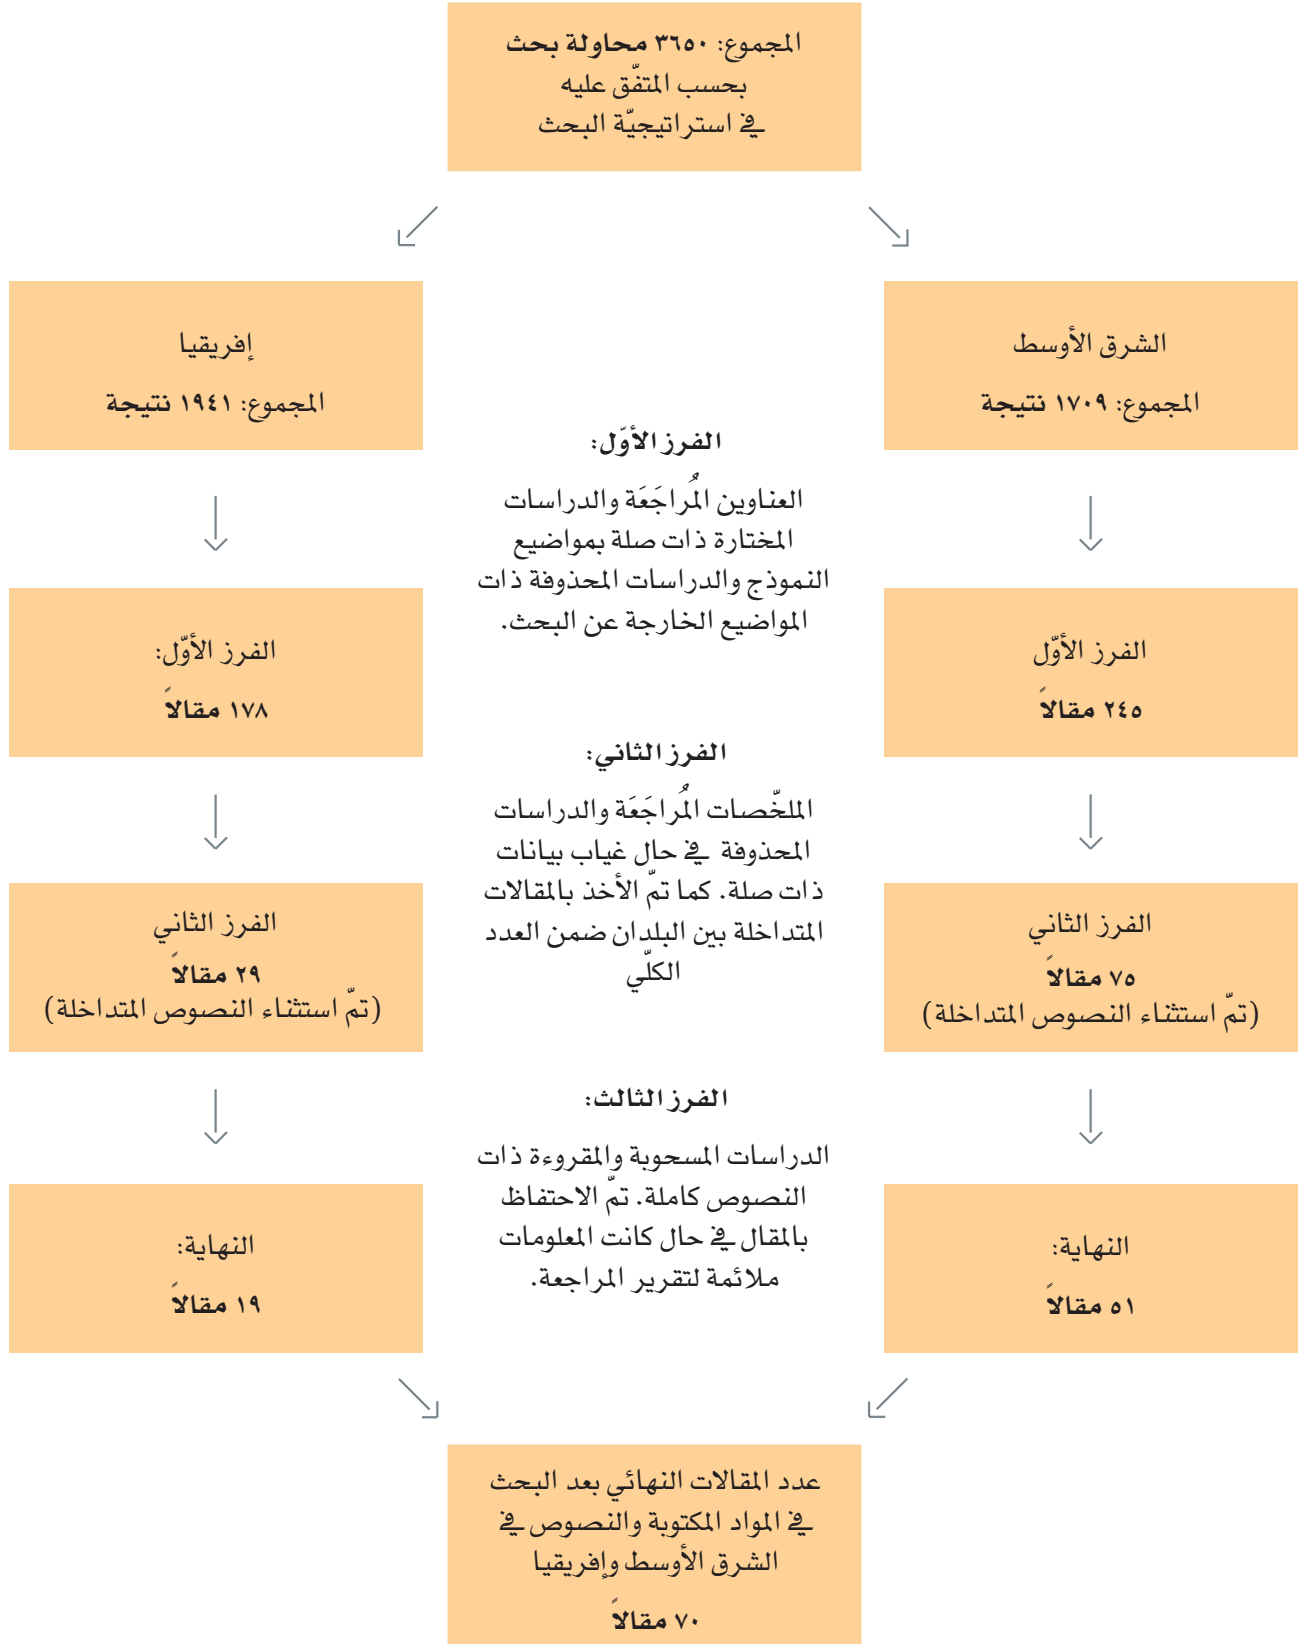 المجموع: ٣٦٥٠ محاولة بحث
بحسب المتفّق عليه
في استراتيجيّة البحث
الشرق الأوسط
المجموع: ١٧٠٩ نتيجة
إفريقيا
المجموع: ١٩٤١ نتيجة
الفرز الأوّل:
العناوين المُراجَعَة والدراسات
المختارة ذات صلة بمواضيع
النموذج والدراسات المحذوفة ذات
المواضيع الخارجة عن البحث.
الفرز الأوّل
٢٤٥ مقالاً
الفرز الأوّل:
١٧٨ مقالاً
الفرز الثاني:
الملخّصات المُراجَعَة والدراسات
المحذوفة في حال غياب بيانات
ذات صلة. كما تمّ الأخذ بالمقالات
المتداخلة بين البلدان ضمن العدد
الكلّي
الفرز الثاني
٧٥ مقالاً
(تمّ استثناء النصوص المتداخلة)
الفرز الثاني
٢٩ مقالاً
(تمّ استثناء النصوص المتداخلة)
الفرز الثالث:
الدراسات المسحوبة والمقروءة ذات
النصوص كاملة. تمّ الاحتفاظ
بالمقال في حال كانت المعلومات
ملائمة لتقرير المراجعة.
النهاية:
٥١ مقالاً
النهاية:
١٩ مقالاً
عدد المقالات النهائي بعد البحث
في المواد المكتوبة والنصوص في
الشرق الأوسط وإفريقيا
٧٠ مقالاً